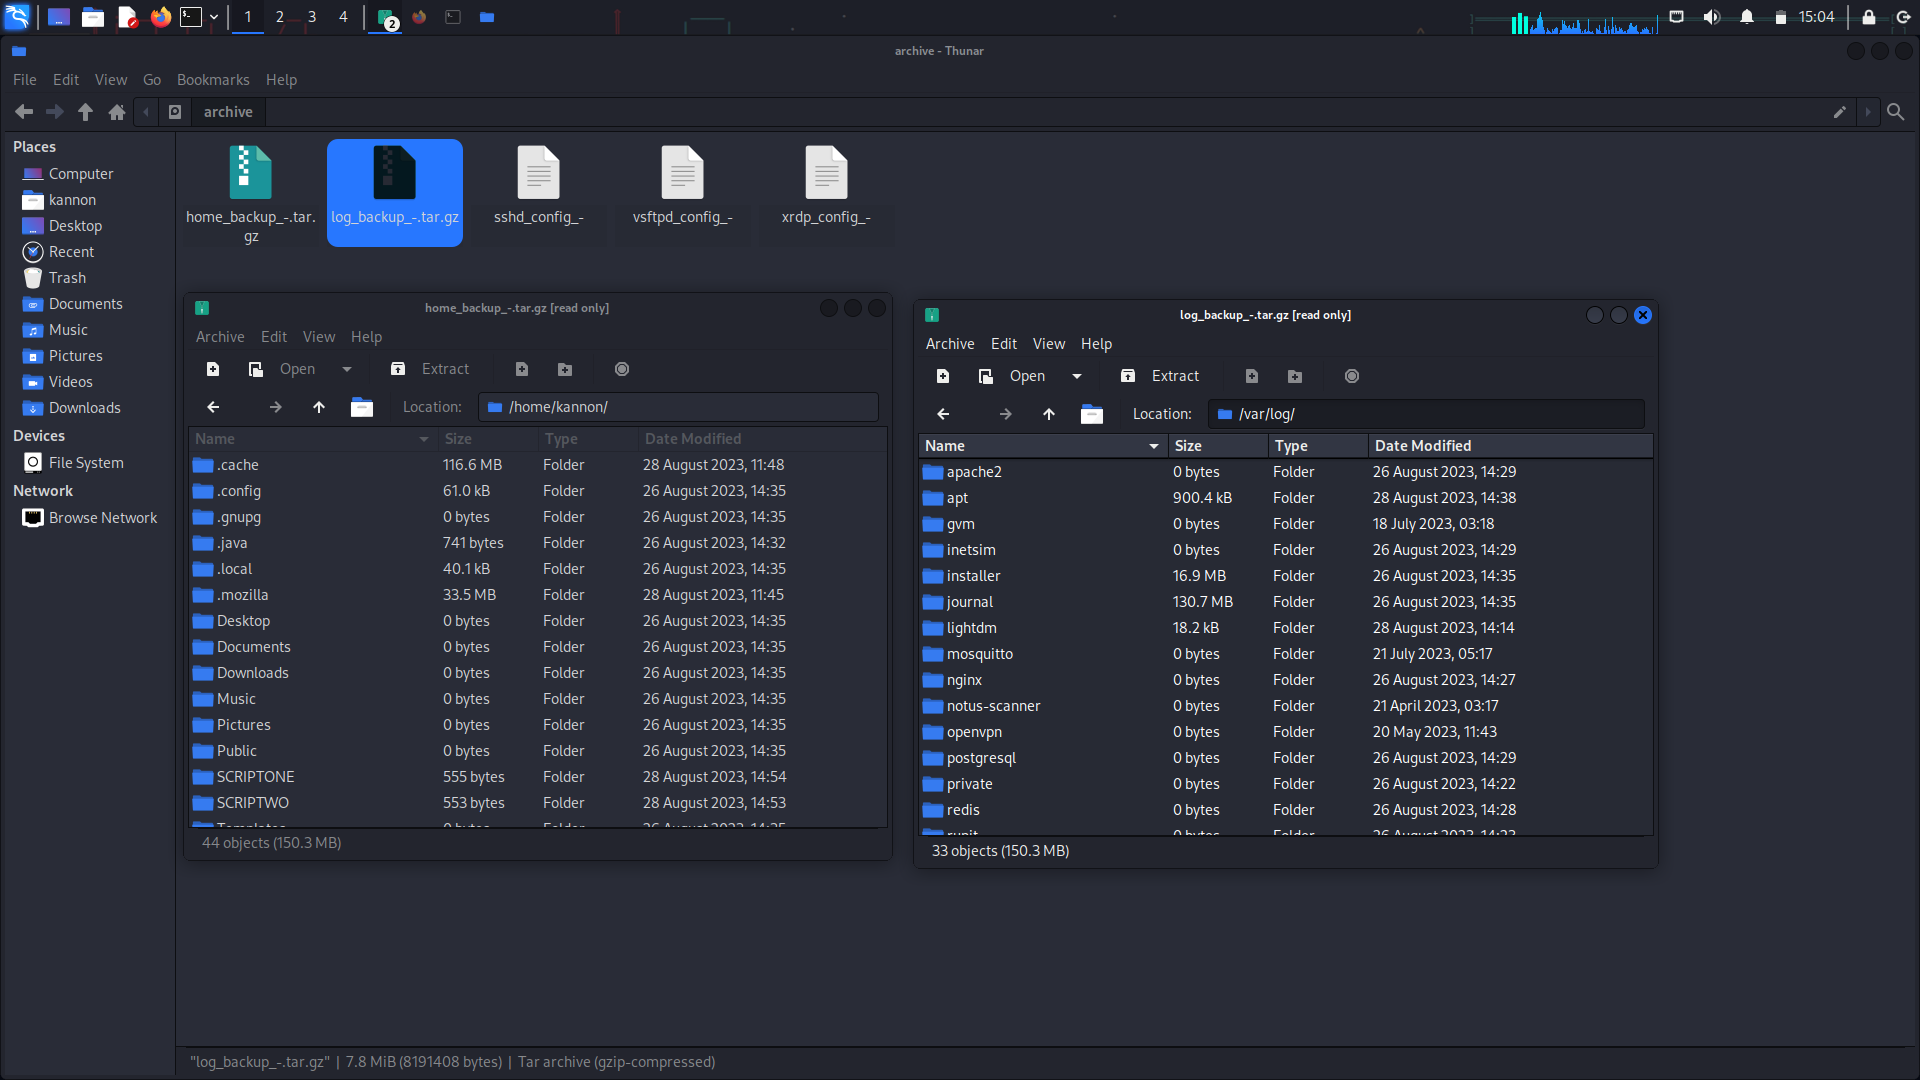 1 2 3 4 2 15:04
archive - Thunar
File Edit View Go Bookmarks Help
archive
Places
Computer
kannon
Desktop
Recent
Trash
Documents
Music
Pictures
Videos
Downloads
Devices
File System
Network
Browse Network
home_backup_-.tar.
gz
log_backup_-.tar.gz
sshd_config_-
vsftpd_config_-
xrdp_config_-
home_backup_-.tar.gz [read only]
Archive Edit View Help
Open Extract
Location: /home/kannon/
Name Size Type Date Modified
.cache 116.6 MB Folder 28 August 2023, 11:48
.config 61.0 kB Folder 26 August 2023, 14:35
.gnupg 0 bytes Folder 26 August 2023, 14:35
.java 741 bytes Folder 26 August 2023, 14:32
.local 40.1 kB Folder 26 August 2023, 14:35
.mozilla 33.5 MB Folder 28 August 2023, 11:45
Desktop 0 bytes Folder 26 August 2023, 14:35
Documents 0 bytes Folder 26 August 2023, 14:35
Downloads 0 bytes Folder 26 August 2023, 14:35
Music 0 bytes Folder 26 August 2023, 14:35
Pictures 0 bytes Folder 26 August 2023, 14:35
Public 0 bytes Folder 26 August 2023, 14:35
SCRIPTONE 555 bytes Folder 28 August 2023, 14:54
SCRIPTWO 553 bytes Folder 28 August 2023, 14:53
Templates 0 bytes Folder 26 August 2023, 14:35
44 objects (150.3 MB)
log_backup_-.tar.gz [read only]
Archive Edit View Help
Open Extract
Location: /var/log/
Name Size Type Date Modified
apache2 0 bytes Folder 26 August 2023, 14:29
apt 900.4 kB Folder 28 August 2023, 14:38
gvm 0 bytes Folder 18 July 2023, 03:18
inetsim 0 bytes Folder 26 August 2023, 14:29
installer 16.9 MB Folder 26 August 2023, 14:35
journal 130.7 MB Folder 26 August 2023, 14:35
lightdm 18.2 kB Folder 28 August 2023, 14:14
mosquitto 0 bytes Folder 21 July 2023, 05:17
nginx 0 bytes Folder 26 August 2023, 14:27
notus-scanner 0 bytes Folder 21 April 2023, 03:17
openvpn 0 bytes Folder 20 May 2023, 11:43
postgresql 0 bytes Folder 26 August 2023, 14:29
private 0 bytes Folder 26 August 2023, 14:22
redis 0 bytes Folder 26 August 2023, 14:28
runit 0 bytes Folder 26 August 2023, 14:23
33 objects (150.3 MB)
"log_backup_-.tar.gz" | 7.8 MiB (8191408 bytes) | Tar archive (gzip-compressed)